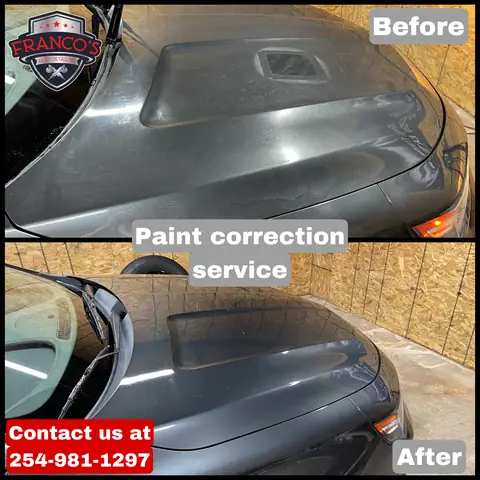 FRANCO'S
Before
Paint correction
service
Contact us at
254-981-1297
After